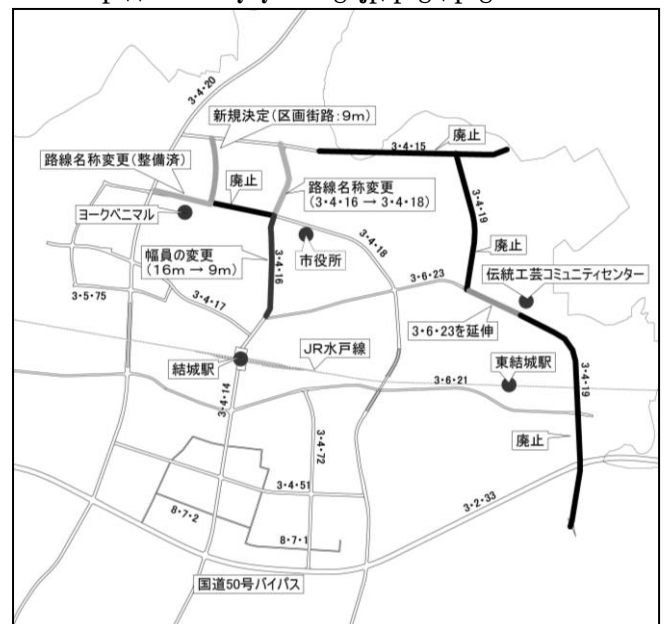 3・4・20
新規決定(区画街路:9m)
廃止
3・4・15
路線名称変更(整備済)
廃止
路線名称変更
(3・4・16 → 3・4・18)
3・4・19
ヨークベニマル
市役所
3・4・18
廃止
幅員の変更
(16m → 9m)
3・4・16
3・6・23
伝統工芸コミュニティセンター
3・5・75
3・4・17
3・6・23を延伸
JR水戸線
結城駅
3・6・21
東結城駅
3・4・19
3・4・14
廃止
3・4・72
3・4・51
3・2・33
8・7・2
8・7・1
国道50号バイパス